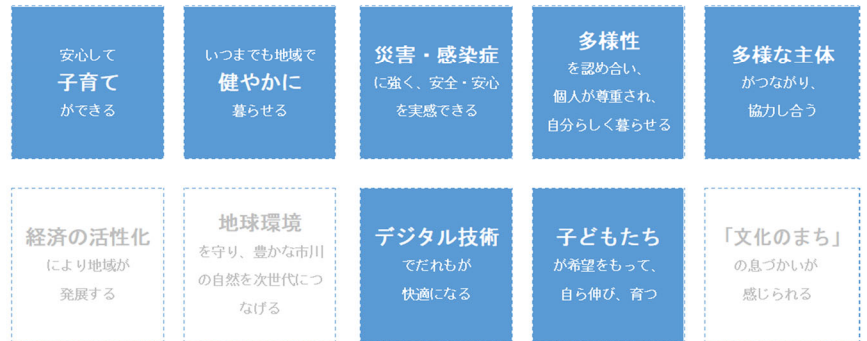 安心して
子育て
ができる
いつまでも地域で
健やかに
暮らせる
災害・感染症
に強く、安全・安心
を実感できる
多様性
を認め合い、
個人が尊重され、
自分らしく暮らせる
多様な主体
がつながり、
協力し合う
経済の活性化
により地域が
発展する
地球環境
を守り、豊かな市川
の自然を次世代につ
なげる
デジタル技術
でだれもが
快適になる
子どもたち
が希望をもって、
自ら伸び、育つ
「文化のまち」
の息づかいが
感じられる